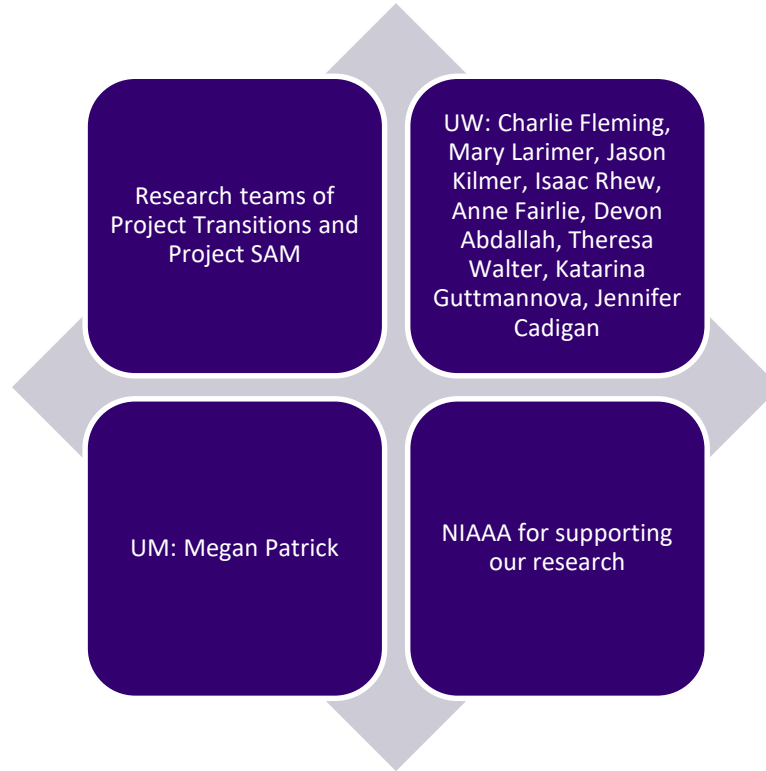 Research teams of
Project Transitions and
Project SAM
UW: Charlie Fleming,
Mary Larimer, Jason
Kilmer, Isaac Rhew,
Anne Fairlie, Devon
Abdallah, Theresa
Walter, Katarina
Guttmannova, Jennifer
Cadigan
UM: Megan Patrick
NIAAA for supporting
our research